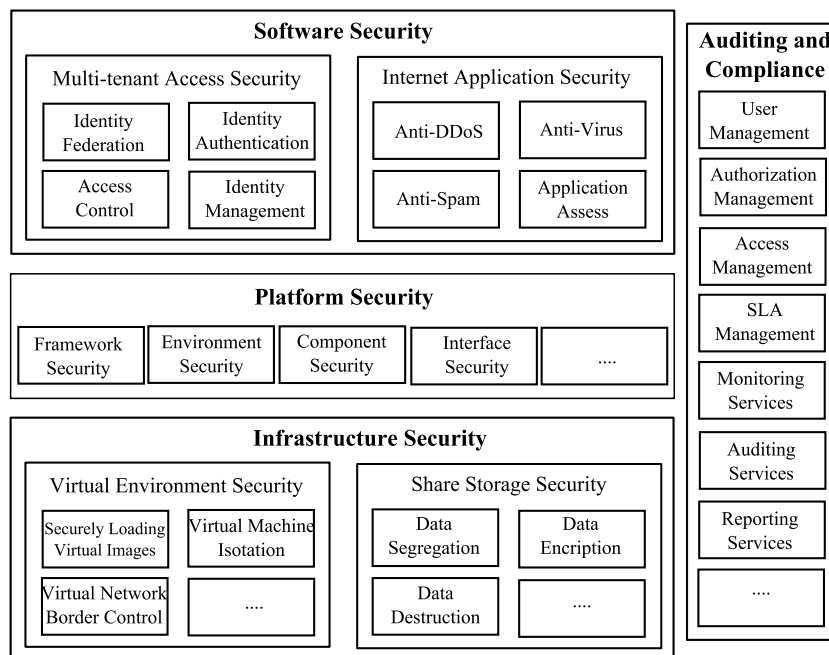 Software Security
Multi-tenant Access Security
Identity
Federation
Identity
Authentication
Access
Control
Identity
Management
Internet Application Security
Anti-DDoS
Anti-Virus
Anti-Spam
Application
Assess
Platform Security
Framework
Security
Environment
Security
Component
Security
Interface
Security
....
Infrastructure Security
Virtual Environment Security
Securely Loading
Virtual Images
Virtual Machine
Isotation
Virtual Network
Border Control
....
Share Storage Security
Data
Segregation
Data
Encription
Data
Destruction
....
Auditing and
Compliance
User
Management
Authorization
Management
Access
Management
SLA
Management
Monitoring
Services
Auditing
Services
Reporting
Services
....